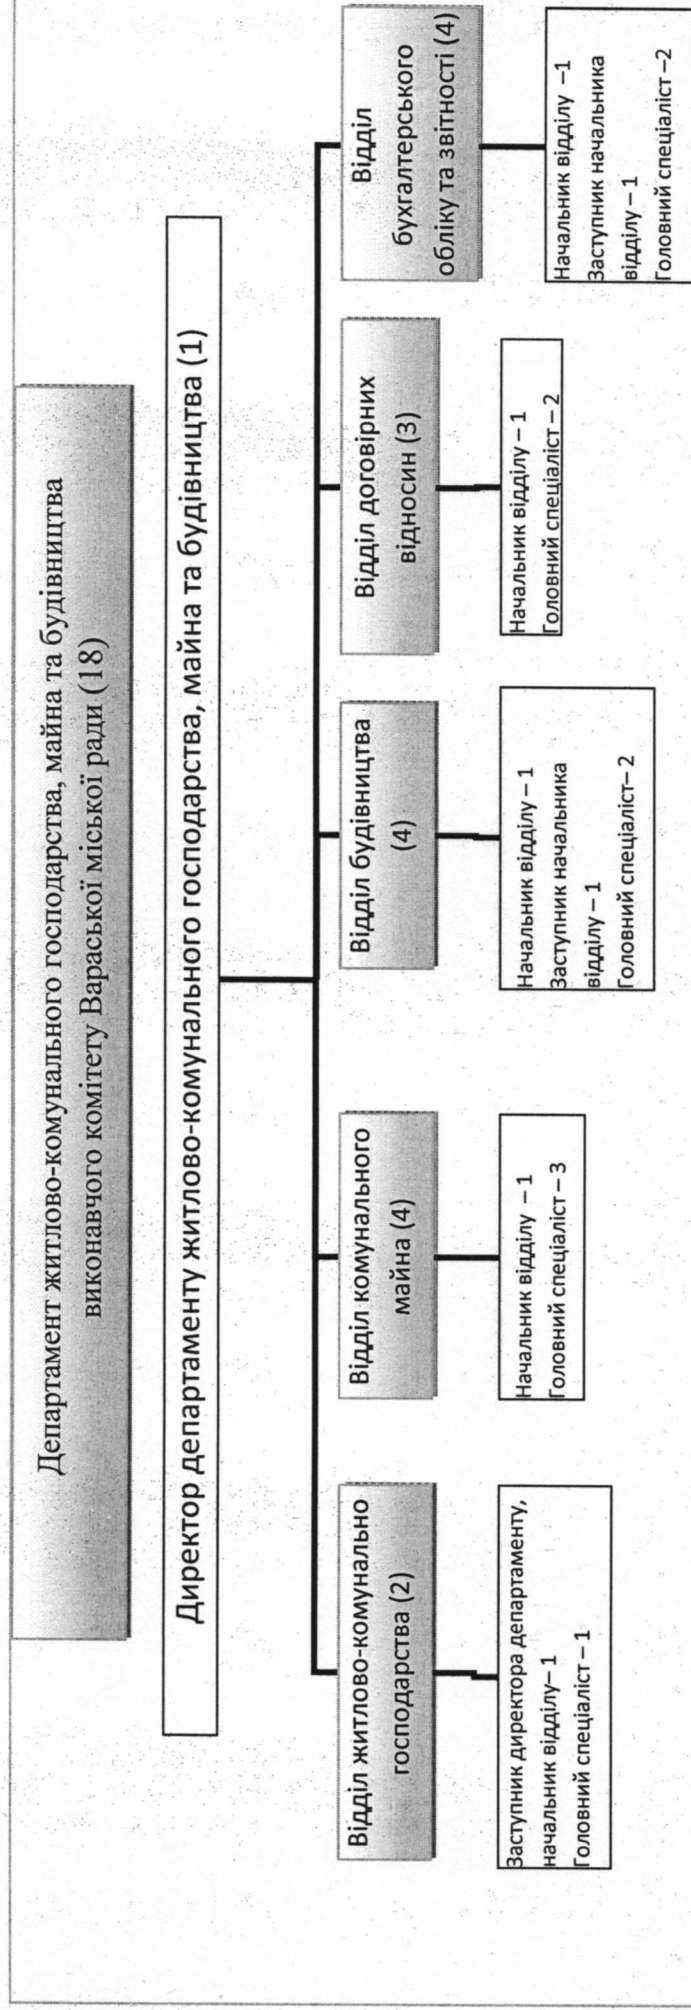 Департамент житлово-комунального господарства, майна та будівництва
виконавчого комітету Вараської міської ради (18)
Директор департаменту житлово-комунального господарства, майна та будівництва (1)
Відділ житлово-комунально
господарства (2)
Заступник директора департаменту,
начальник відділу– 1
Головний спеціаліст – 1
Відділ комунального
майна (4)
Начальник відділу – 1
Головний спеціаліст – 3
Відділ будівництва
(4)
Начальник відділу – 1
Заступник начальника
відділу – 1
Головний спеціаліст– 2
Відділ договірних
відносин (3)
Начальник відділу – 1
Головний спеціаліст – 2
Відділ
бухгалтерського
обліку та звітності (4)
Начальник відділу –1
Заступник начальника
відділу – 1
Головний спеціаліст –2